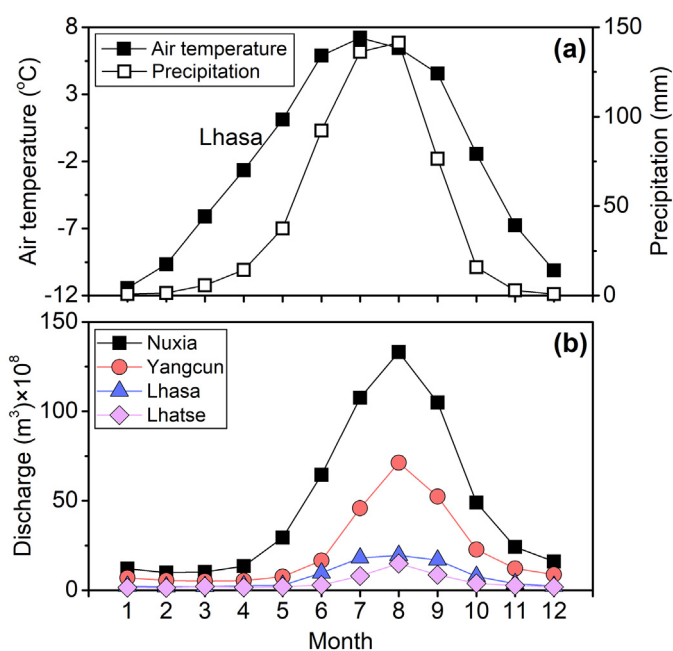 (a)
Air temperature
Precipitation
Lhasa
Air temperature (°C)
8
3
-2
-7
-12
Precipitation (mm)
150
100
50
0
(b)
Nuxia
Yangcun
Lhasa
Lhatse
Discharge (m³)×10⁸
150
100
50
0
1 2 3 4 5 6 7 8 9 10 11 12
Month